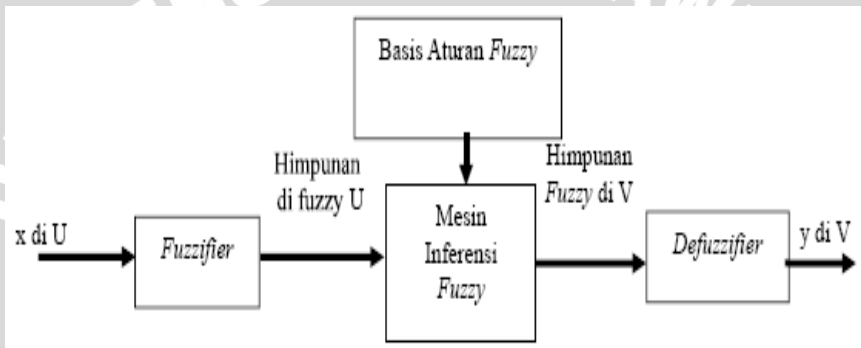 Basis Aturan Fuzzy
Himpunan
di fuzzy U
Himpunan
Fuzzy di V
x di U
Fuzzifier
Mesin
Inferensi
Fuzzy
Defuzzifier
y di V